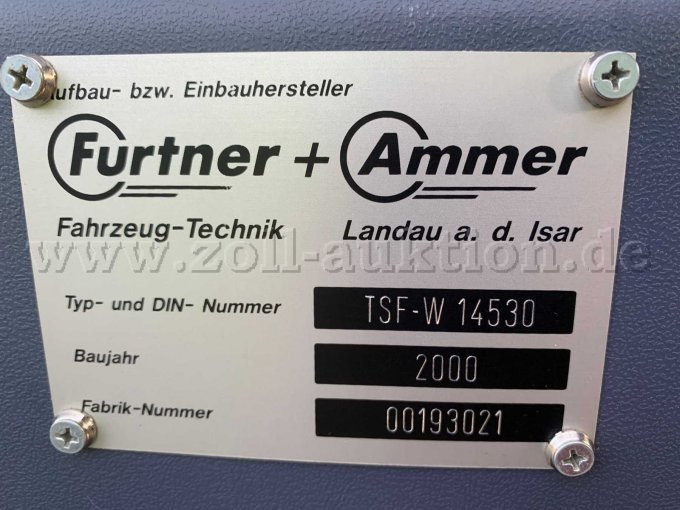 Aufbau- bzw. Einbauhersteller
Furtner + Ammer
Fahrzeug-Technik Landau a. d. Isar
www.zoll-auktion.de
Typ- und DIN- Nummer TSF-W 14530
Baujahr 2000
Fabrik-Nummer 00193021